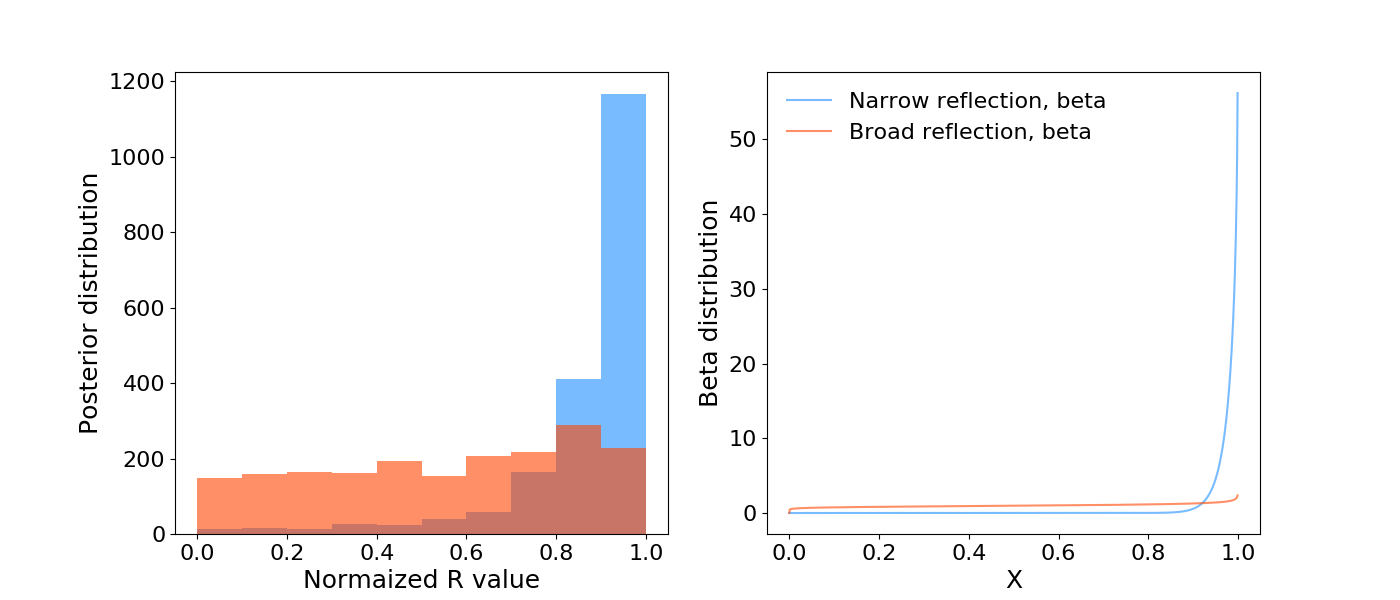 1200
1000
800
600
400
200
0
Posterior distribution
0.0 0.2 0.4 0.6 0.8 1.0
Normaized R value
Narrow reflection, beta
Broad reflection, beta
50
40
30
20
10
0
Beta distribution
0.0 0.2 0.4 0.6 0.8 1.0
X